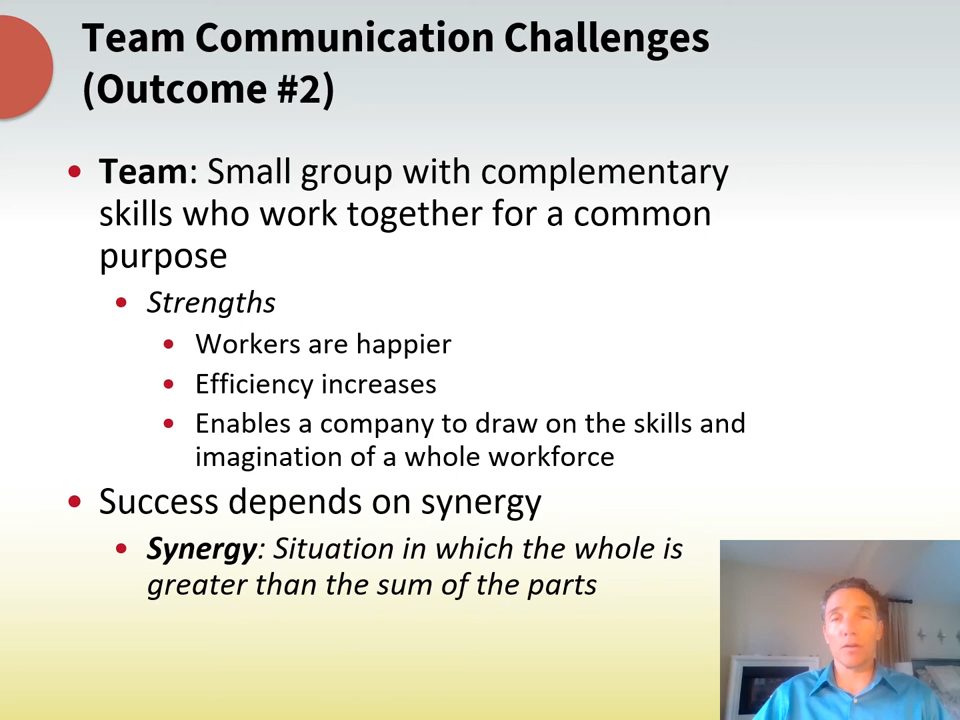 Team Communication Challenges
(Outcome #2)
• Team: Small group with complementary
skills who work together for a common
purpose
• Strengths
• Workers are happier
• Efficiency increases
• Enables a company to draw on the skills and
imagination of a whole workforce
• Success depends on synergy
• Synergy: Situation in which the whole is
greater than the sum of the parts